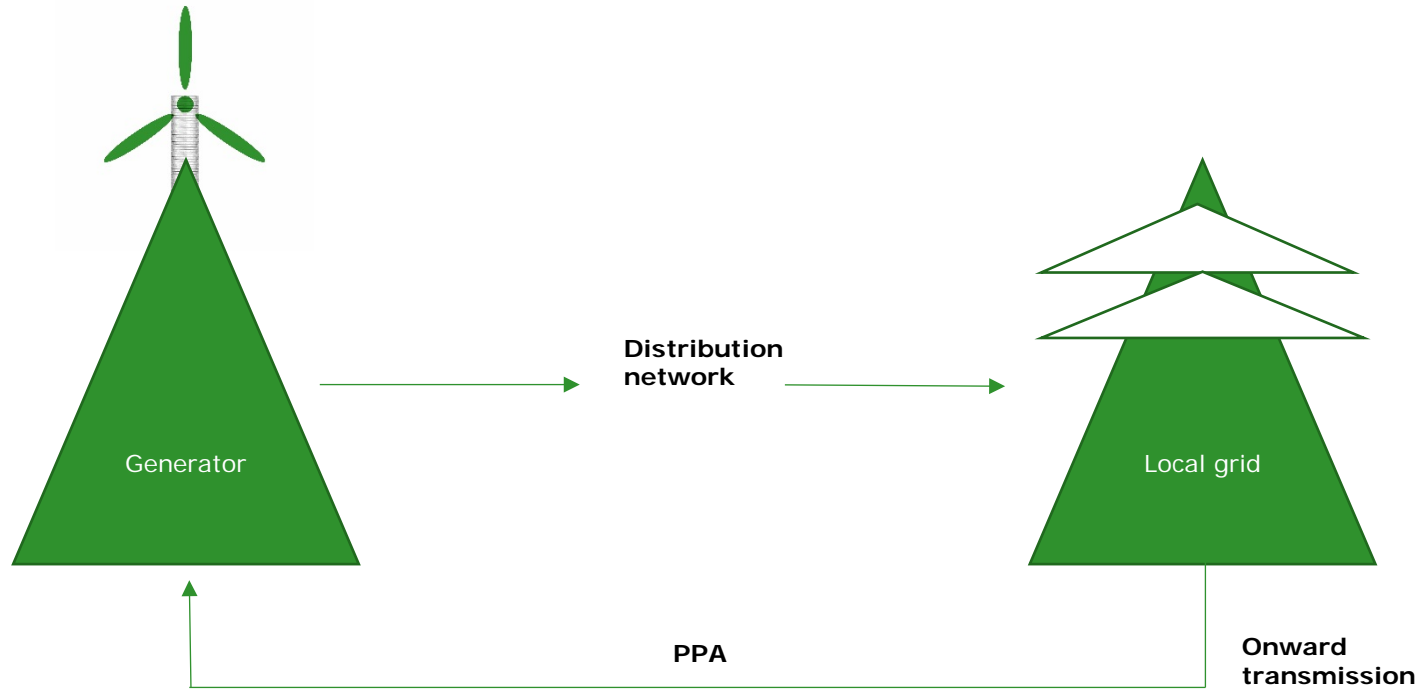 Distribution
network
Generator
Local grid
PPA
Onward
transmission